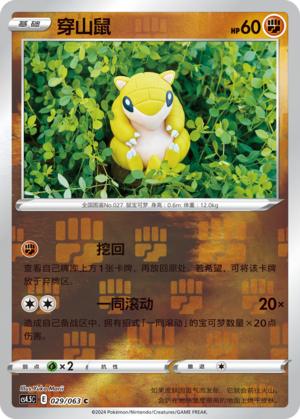 基础 穿山鼠 HP60
全国图鉴No.027 鼠宝可梦 身高：0.6m 体重：12.0kg
挖回
查看自己牌库上方1张卡牌，再放回原处。若希望，可将该卡牌
放于弃牌区。
一同滚动 20×
造成自己备战区中，拥有招式「一同滚动」的宝可梦数量×20点
伤害。
弱点 ×2 抵抗力 撤退
Illus. Yuka Morii
CSM1.5C E 029/063 C
©2024 Pokémon/Nintendo/Creatures/GAME FREAK.